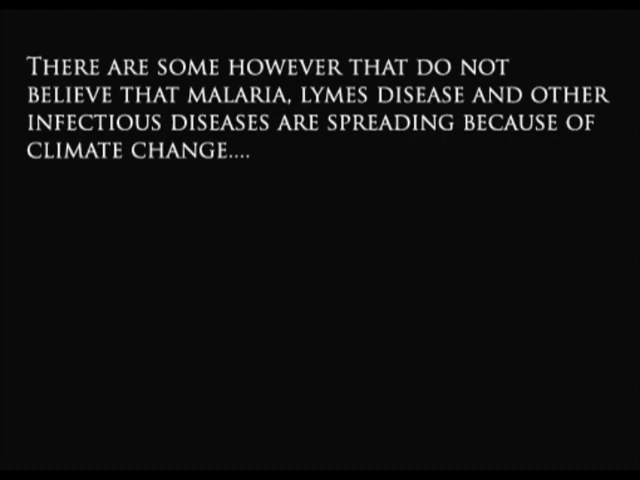 There are some however that do not
believe that malaria, lymes disease and other
infectious diseases are spreading because of
climate change....